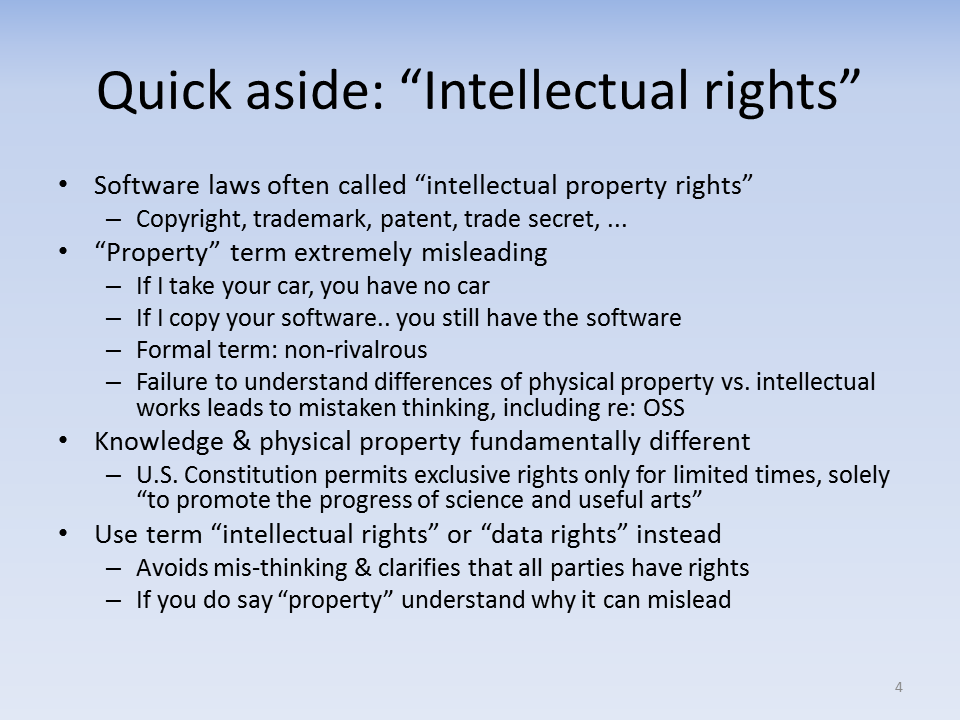 Quick aside: “Intellectual rights”
• Software laws often called “intellectual property rights”
– Copyright, trademark, patent, trade secret, ...
• “Property” term extremely misleading
– If I take your car, you have no car
– If I copy your software.. you still have the software
– Formal term: non-rivalrous
– Failure to understand differences of physical property vs. intellectual
works leads to mistaken thinking, including re: OSS
• Knowledge & physical property fundamentally different
– U.S. Constitution permits exclusive rights only for limited times, solely
“to promote the progress of science and useful arts”
• Use term “intellectual rights” or “data rights” instead
– Avoids mis-thinking & clarifies that all parties have rights
– If you do say “property” understand why it can mislead
4